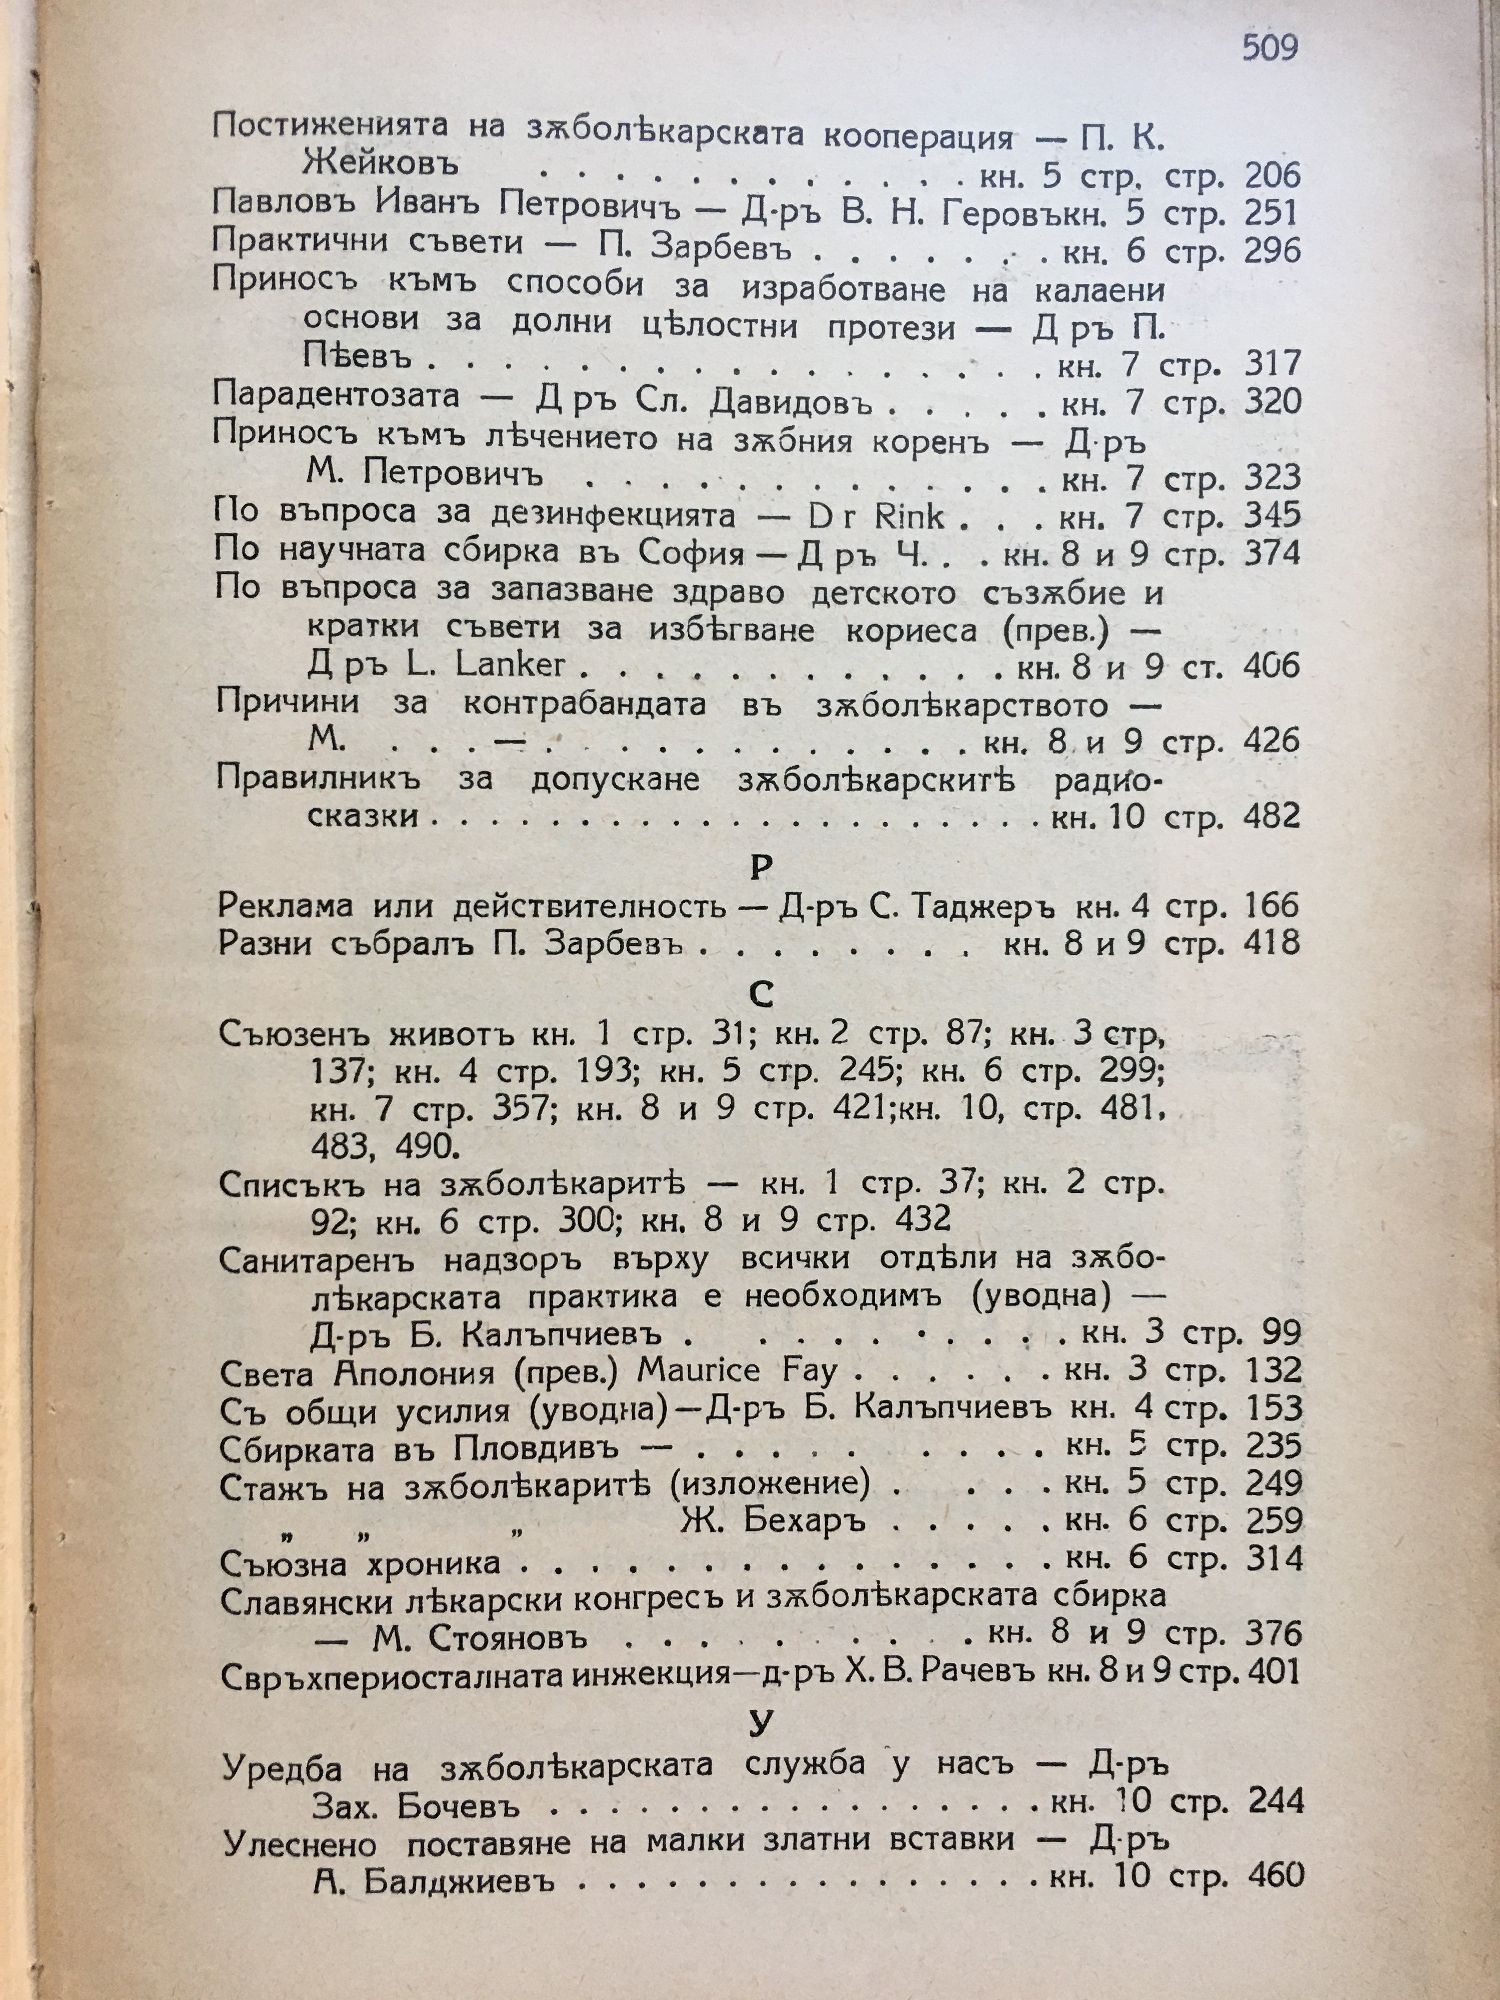 509
Постиженията на зѫболѣкарската кооперация — П. К.
Жейковъ . . . . . . . . . . . . . кн. 5 стр. стр. 206
Павловъ Иванъ Петровичъ — Д-ръ В. Н. Геровъкн. 5 стр. 251
Практични съвети — П. Зарбевъ . . . . . . . . кн. 6 стр. 296
Приносъ къмъ способи за изработване на калаени
основи за долни цѣлостни протези — Д ръ П.
Пѣевъ . . . . . . . . . . . . . . . . . кн. 7 стр. 317
Парадентозата — Д ръ Сл. Давидовъ . . . . . кн. 7 стр. 320
Приносъ къмъ лѣчението на зѫбния коренъ — Д-ръ
М. Петровичъ . . . . . . . . . . . . . кн. 7 стр. 323
По въпроса за дезинфекцията — D r Rink . . . кн. 7 стр. 345
По научната сбирка въ София — Д ръ Ч. . . кн. 8 и 9 стр. 374
По въпроса за запазване здраво детското съзѫбие и
кратки съвети за избѣгване кориеса (прев.) —
Д ръ L. Lanker . . . . . . . . . . . . кн. 8 и 9 ст. 406
Причини за контрабандата въ зѫболѣкарството —
М. . . . — . . . . . . . . . . . . кн. 8 и 9 стр. 426
Правилникъ за допускане зѫболѣкарскитѣ радио-
сказки . . . . . . . . . . . . . . . . . . кн. 10 стр. 482
Р
Реклама или действителность — Д-ръ С. Таджеръ кн. 4 стр. 166
Разни събралъ П. Зарбевъ . . . . . . . . кн. 8 и 9 стр. 418
С
Съюзенъ животъ кн. 1 стр. 31; кн. 2 стр. 87; кн. 3 стр,
137; кн. 4 стр. 193; кн. 5 стр. 245; кн. 6 стр. 299;
кн. 7 стр. 357; кн. 8 и 9 стр. 421;кн. 10, стр. 481,
483, 490.
Списъкъ на зѫболѣкаритѣ — кн. 1 стр. 37; кн. 2 стр.
92; кн. 6 стр. 300; кн. 8 и 9 стр. 432
Санитаренъ надзоръ върху всички отдѣли на зѫбо-
лѣкарската практика е необходимъ (уводна) —
Д-ръ Б. Калъпчиевъ . . . . . . . . . . кн. 3 стр. 99
Света Аполония (прев.) Maurice Fay . . . . . . кн. 3 стр. 132
Съ общи усилия (уводна) — Д-ръ Б. Калъпчиевъ кн. 4 стр. 153
Сбирката въ Пловдивъ — . . . . . . . . . кн. 5 стр. 235
Стажъ на зѫболѣкаритѣ (изложение) . . . . кн. 5 стр. 249
„ „ „ Ж. Бехаръ . . . . . кн. 6 стр. 259
Съюзна хроника . . . . . . . . . . . . . . . кн. 6 стр. 314
Славянски лѣкарски конгресъ и зѫболѣкарската сбирка
— М. Стояновъ . . . . . . . . . . кн. 8 и 9 стр. 376
Свръхпериосталната инжекция—д-ръ Х. В. Рачевъ кн. 8 и 9 стр. 401
У
Уредба на зѫболѣкарската служба у насъ — Д-ръ
Зах. Бочевъ . . . . . . . . . . . . . . . . кн. 10 стр. 244
Улеснено поставяне на малки златни вставки — Д-ръ
А. Балджиевъ . . . . . . . . . . . . . . . кн. 10 стр. 460